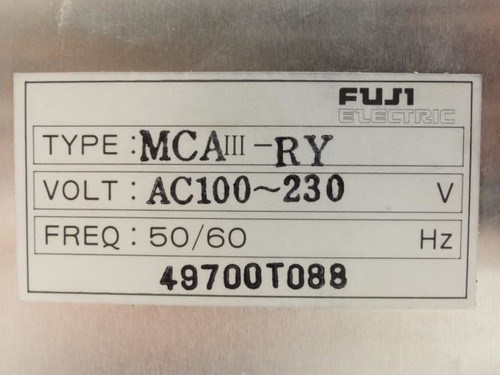 FUJI
ELECTRIC
TYPE : MCAIII-RY
VOLT : AC100~230 V
FREQ : 50/60 Hz
49700T088